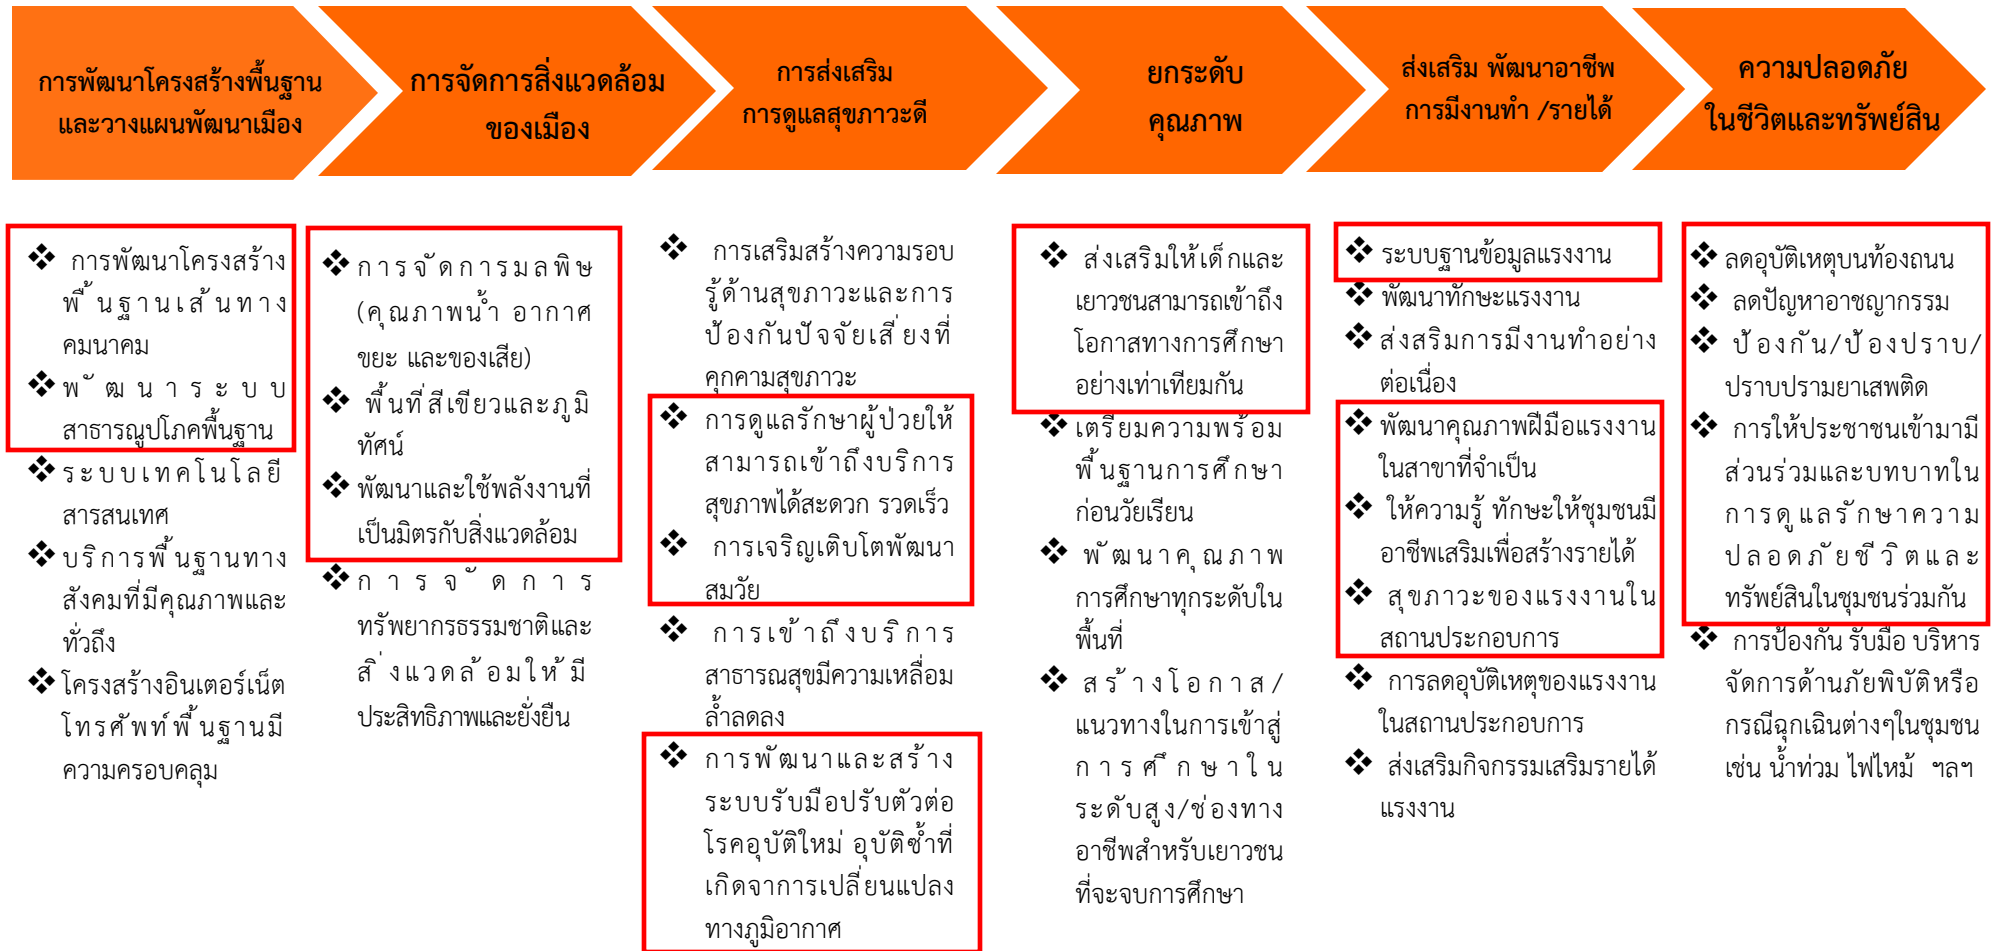 การพัฒนาโครงสร้างพื้นฐาน
และวางแผนพัฒนาเมือง
การจัดการสิ่งแวดล้อม
ของเมือง
การส่งเสริม
การดูแลสุขภาวะดี
ยกระดับ
คุณภาพ
ส่งเสริม พัฒนาอาชีพ
การมีงานทำ /รายได้
ความปลอดภัย
ในชีวิตและทรัพย์สิน
❖ การพัฒนาโครงสร้าง
พื้นฐานเส้นทาง
คมนาคม
❖ พัฒนาระบบ
สาธารณูปโภคพื้นฐาน
❖ ระบบเทคโนโลยี
สารสนเทศ
❖ บริการพื้นฐานทาง
สังคมที่มีคุณภาพและ
ทั่วถึง
❖ โครงสร้างอินเตอร์เน็ต
โทรศัพท์พื้นฐานมี
ความครอบคลุม
❖ การจัดการมลพิษ
(คุณภาพน้ำ อากาศ
ขยะ และของเสีย)
❖ พื้นที่สีเขียวและภูมิ
ทัศน์
❖ พัฒนาและใช้พลังงานที่
เป็นมิตรกับสิ่งแวดล้อม
❖ การจัดการ
ทรัพยากรธรรมชาติและ
สิ่งแวดล้อมให้มี
ประสิทธิภาพและยั่งยืน
❖ การเสริมสร้างความรอบ
รู้ด้านสุขภาวะและการ
ป้องกันปัจจัยเสี่ยงที่
คุกคามสุขภาวะ
❖ การดูแลรักษาผู้ป่วยให้
สามารถเข้าถึงบริการ
สุขภาพได้สะดวก รวดเร็ว
❖ การเจริญเติบโตพัฒนา
สมวัย
❖ การเข้าถึงบริการ
สาธารณสุขมีความเหลื่อม
ล้ำลดลง
❖ การพัฒนาและสร้าง
ระบบรับมือปรับตัวต่อ
โรคอุบัติใหม่ อุบัติซ้ำที่
เกิดจาการเปลี่ยนแปลง
ทางภูมิอากาศ
❖ ส่งเสริมให้เด็กและ
เยาวชนสามารถเข้าถึง
โอกาสทางการศึกษา
อย่างเท่าเทียมกัน
❖ เตรียมความพร้อม
พื้นฐานการศึกษา
ก่อนวัยเรียน
❖ พัฒนาคุณภาพ
การศึกษาทุกระดับใน
พื้นที่
❖ สร้างโอกาส/
แนวทางในการเข้าสู่
การศึกษาใน
ระดับสูง/ช่องทาง
อาชีพสำหรับเยาวชน
ที่จะจบการศึกษา
❖ ระบบฐานข้อมูลแรงงาน
❖ พัฒนาทักษะแรงงาน
❖ ส่งสริมการมีงานทำอย่าง
ต่อเนื่อง
❖ พัฒนาคุณภาพฝีมือแรงงาน
ในสาขาที่จำเป็น
❖ ให้ความรู้ ทักษะให้ชุมชนมี
อาชีพเสริมเพื่อสร้างรายได้
❖ สุขภาวะของแรงงานใน
สถานประกอบการ
❖ การลดอุบัติเหตุของแรงงาน
ในสถานประกอบการ
❖ ส่งเสริมกิจกรรมเสริมรายได้
แรงงาน
❖ ลดอุบัติเหตุบนท้องถนน
❖ ลดปัญหาอาชญากรรม
❖ ป้องกัน/ป้องปราบ/
ปราบปรามยาเสพติด
❖ การให้ประชาชนเข้ามามี
ส่วนร่วมและบทบาทใน
การดูแลรักษาความ
ปลอดภัยชีวิตและ
ทรัพย์สินในชุมชนร่วมกัน
❖ การป้องกัน รับมือ บริหาร
จัดการด้านภัยพิบัติหรือ
กรณีฉุกเฉินต่างๆในชุมชน
เช่น น้ำท่วม ไฟไหม้ ฯลฯ